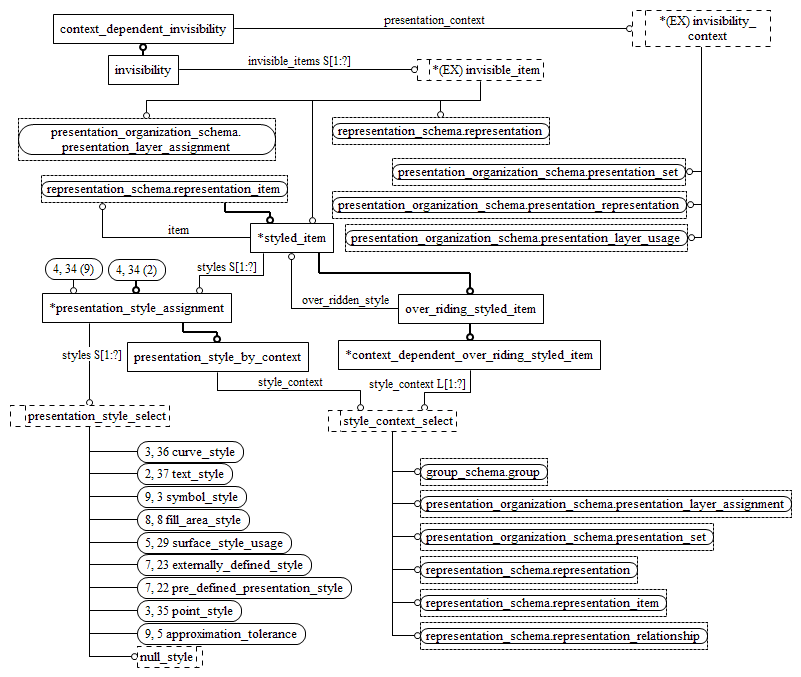 presentation_context
context_dependent_invisibility
*(EX) invisibility_
context
invisible_items S[1:?]
invisibility
*(EX) invisible_item
presentation_organization_schema.
presentation_layer_assignment
representation_schema.representation
presentation_organization_schema.presentation_set
representation_schema.representation_item
presentation_organization_schema.presentation_representation
item
*styled_item
presentation_organization_schema.presentation_layer_usage
4, 34 (9)
4, 34 (2)
styles S[1:?]
over_ridden_style
*presentation_style_assignment
over_riding_styled_item
styles S[1:?]
presentation_style_by_context
*context_dependent_over_riding_styled_item
style_context
style_context L[1:?]
presentation_style_select
style_context_select
3, 36 curve_style
2, 37 text_style
9, 3 symbol_style
8, 8 fill_area_style
5, 29 surface_style_usage
7, 23 externally_defined_style
7, 22 pre_defined_presentation_style
3, 35 point_style
9, 5 approximation_tolerance
null_style
group_schema.group
presentation_organization_schema.presentation_layer_assignment
presentation_organization_schema.presentation_set
representation_schema.representation
representation_schema.representation_item
representation_schema.representation_relationship